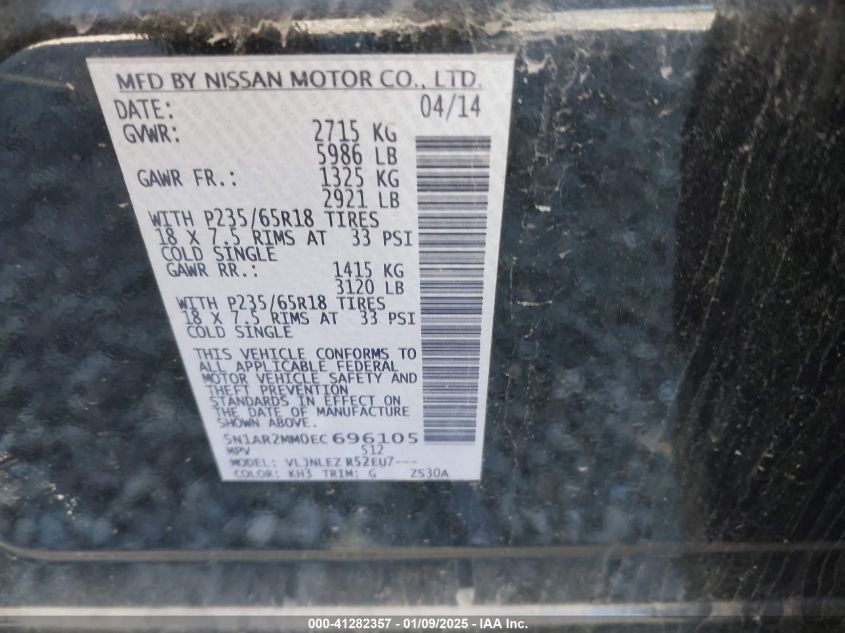 MFD BY NISSAN MOTOR CO., LTD.
DATE: 04/14
GVWR: 2715 KG
5986 LB
GAWR FR.: 1325 KG
2921 LB
WITH P235/65R18 TIRES
18 X 7.5 RIMS AT 33 PSI
COLD SINGLE
GAWR RR.: 1415 KG
3120 LB
WITH P235/65R18 TIRES
18 X 7.5 RIMS AT 33 PSI
COLD SINGLE
THIS VEHICLE CONFORMS TO
ALL APPLICABLE FEDERAL
MOTOR VEHICLE SAFETY AND
THEFT PREVENTION
STANDARDS IN EFFECT ON
THE DATE OF MANUFACTURE
SHOWN ABOVE.
5N1AR2MM0EC696105
MPV 512
MODEL: VLJNLEZ R52EU7---
COLOR: KH3 TRIM: G ZS30A
000-41282357 - 01/09/2025 - IAA Inc.